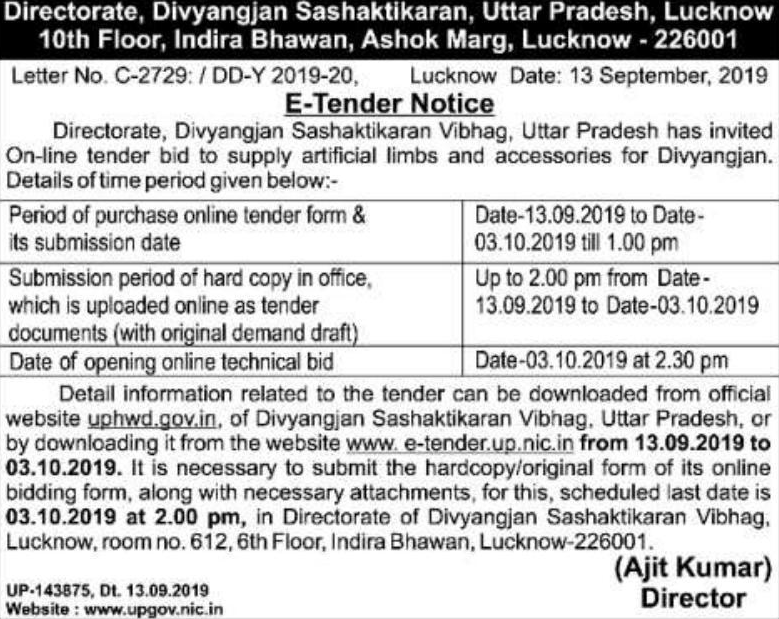 Directorate, Divyangjan Sashaktikaran, Uttar Pradesh, Lucknow
10th Floor, Indira Bhawan, Ashok Marg, Lucknow - 226001
Letter No. C-2729: / DD-Y 2019-20, Lucknow Date: 13 September, 2019
E-Tender Notice
Directorate, Divyangjan Sashaktikaran Vibhag, Uttar Pradesh has invited
On-line tender bid to supply artificial limbs and accessories for Divyangjan.
Details of time period given below:-
Period of purchase online tender form &
its submission date
Date-13.09.2019 to Date-
03.10.2019 till 1.00 pm
Submission period of hard copy in office,
which is uploaded online as tender
documents (with original demand draft)
Up to 2.00 pm from Date-
13.09.2019 to Date-03.10.2019
Date of opening online technical bid
Date-03.10.2019 at 2.30 pm
Detail information related to the tender can be downloaded from official
website uphwd.gov.in, of Divyangjan Sashaktikaran Vibhag, Uttar Pradesh, or
by downloading it from the website www. e-tender.up.nic.in from 13.09.2019 to
03.10.2019. It is necessary to submit the hardcopy/original form of its online
bidding form, along with necessary attachments, for this, scheduled last date is
03.10.2019 at 2.00 pm, in Directorate of Divyangjan Sashaktikaran Vibhag,
Lucknow, room no. 612, 6th Floor, Indira Bhawan, Lucknow-226001.
(Ajit Kumar)
Director
UP-143875, Dt. 13.09.2019
Website : www.upgov.nic.in